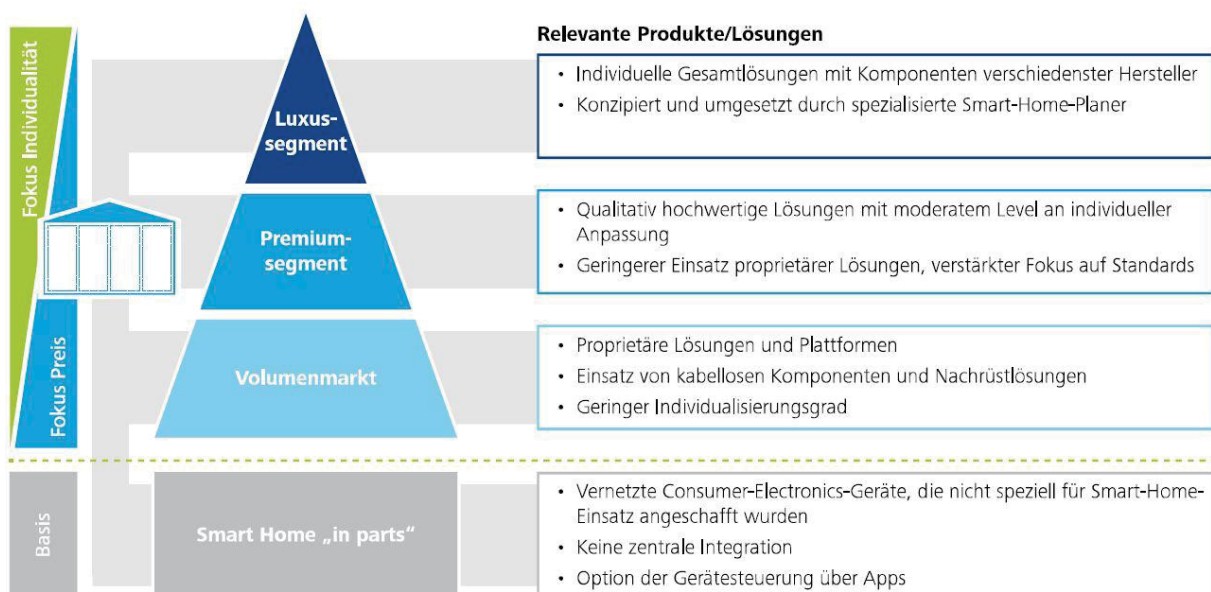 Relevante Produkte/Lösungen
Fokus Individualität
Fokus Preis
Luxus-
segment
• Individuelle Gesamtlösungen mit Komponenten verschiedenster Hersteller
• Konzipiert und umgesetzt durch spezialisierte Smart-Home-Planer
Premium-
segment
• Qualitativ hochwertige Lösungen mit moderatem Level an individueller
Anpassung
• Geringerer Einsatz proprietärer Lösungen, verstärkter Fokus auf Standards
Volumenmarkt
• Proprietäre Lösungen und Plattformen
• Einsatz von kabellosen Komponenten und Nachrüstlösungen
• Geringer Individualisierungsgrad
Basis
Smart Home „in parts“
• Vernetzte Consumer-Electronics-Geräte, die nicht speziell für Smart-Home-
Einsatz angeschafft wurden
• Keine zentrale Integration
• Option der Gerätesteuerung über Apps